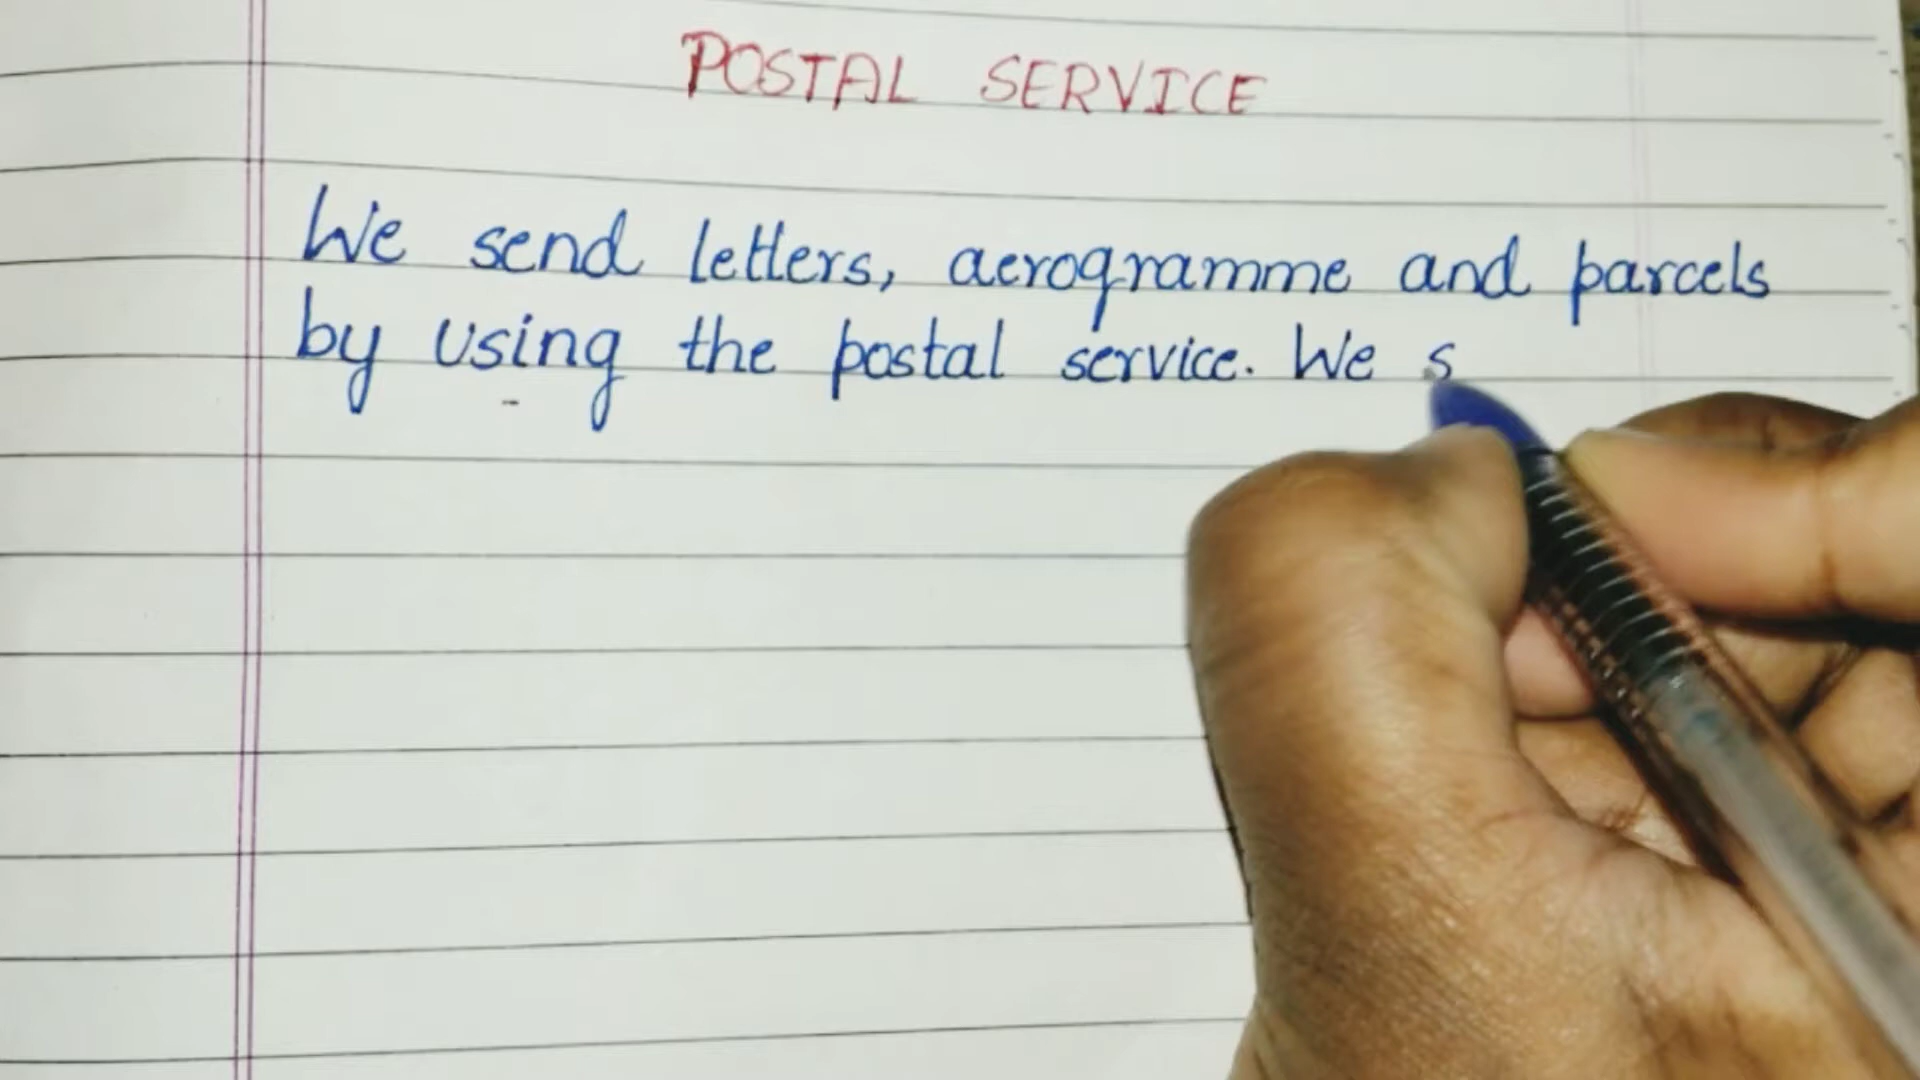 POSTAL SERVICE
We send letters, aerogramme and parcels
by using the postal service. We s